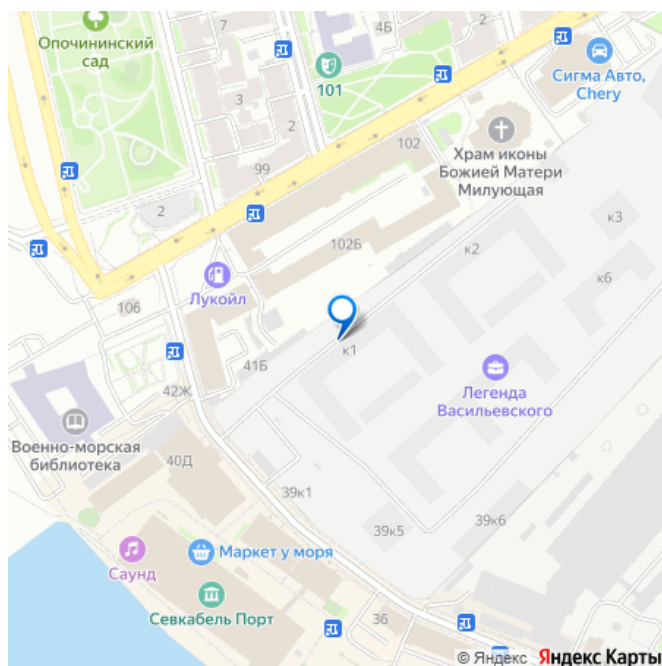 Опочининский
сад
7
4Б
2
Сигма Авто,
Chery
101
3
2
102
99
Храм иконы
Божией Матери
Милующая
2
к3
к2
102Б
к6
Лукойл
106
к1
41Б
Легенда
Васильевского
42Ж
Военно-морская
библиотека
40Д
39к1
39к6
39к5
Маркет у моря
Саунд
Севкабель Порт
36
© Яндекс Яндекс Карты